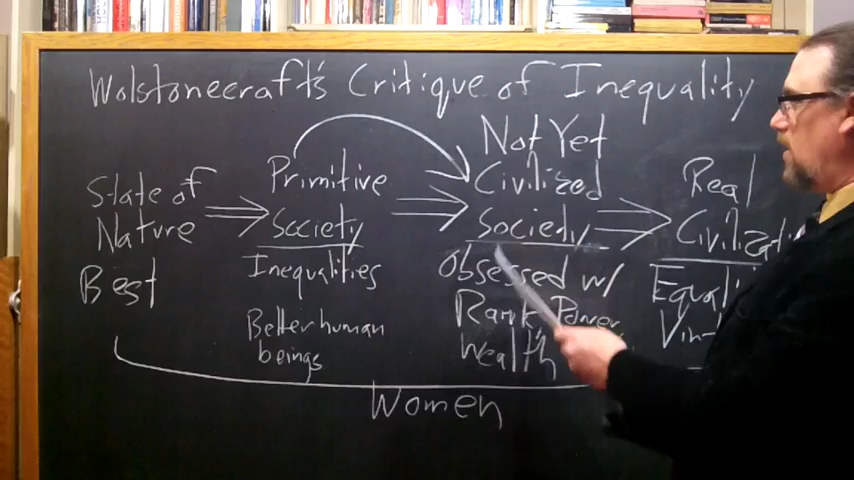 Wolstonecraft's Critique of Inequality
State of
Nature
Best
Primitive
Society
Inequalities
Better human
beings
Not Yet
Civilized
Society
Obsessed w/
Rank, Power,
Wealth
Real
Women